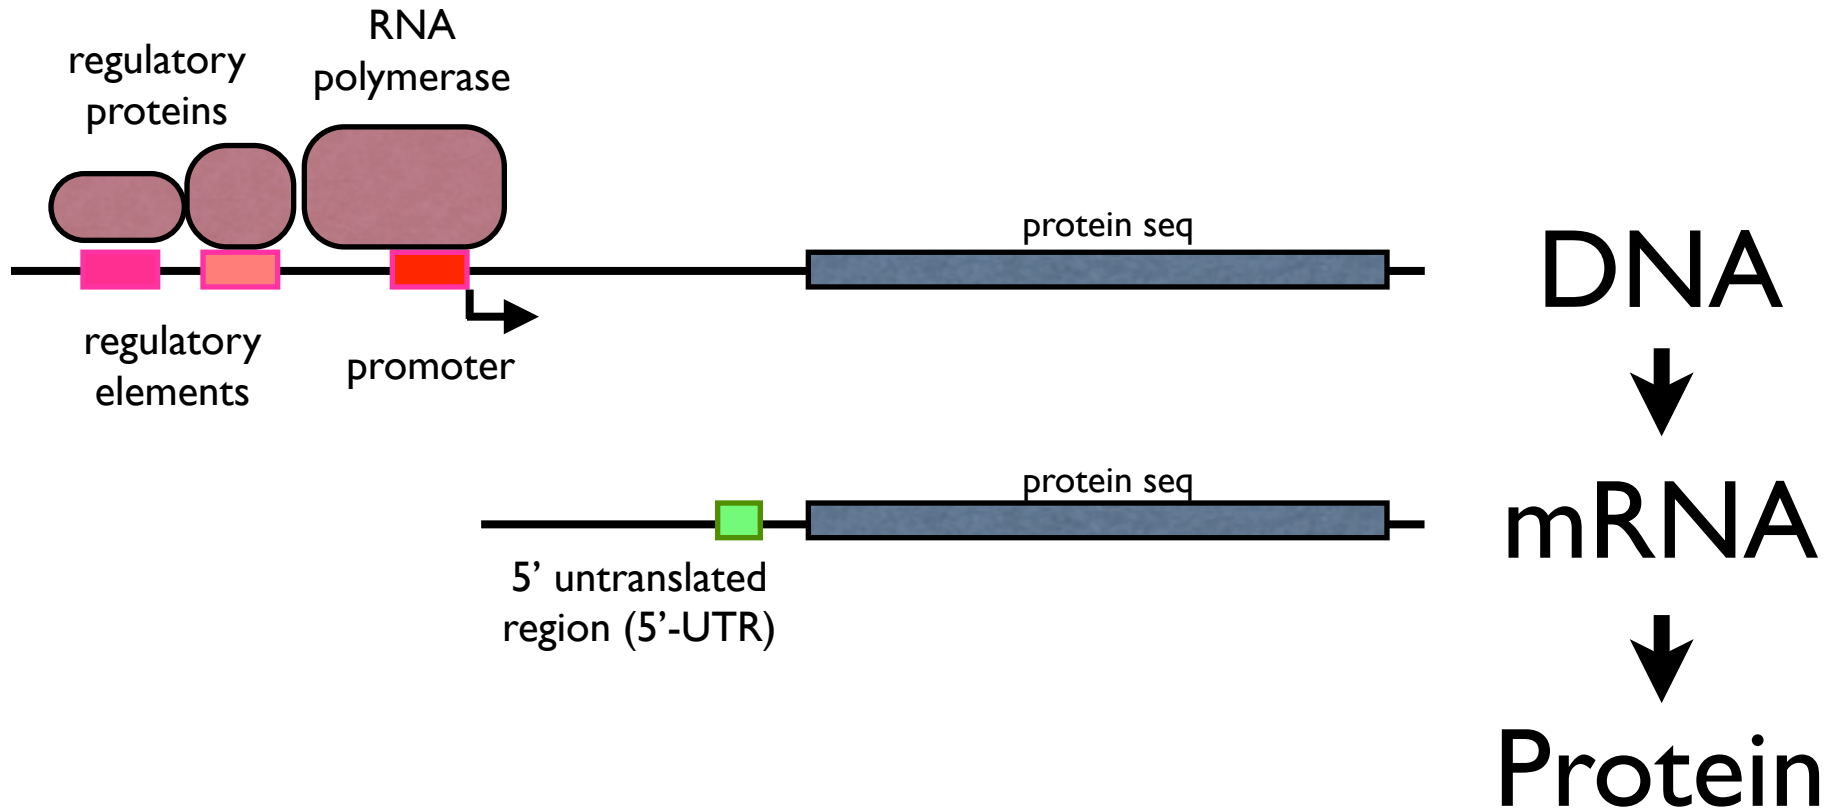 regulatory
proteins
RNA
polymerase
protein seq
DNA
regulatory
elements
promoter
protein seq
mRNA
5’ untranslated
region (5’-UTR)
Protein